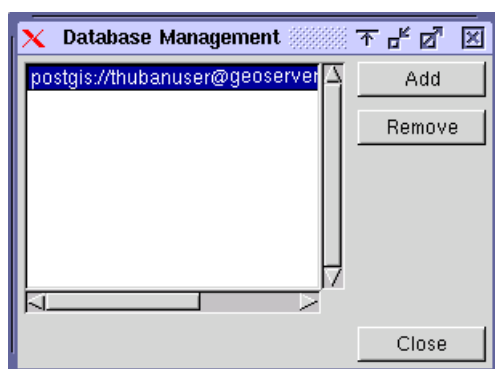 Database Management
postgis://thubanuser@geoserver
Add
Remove
Close